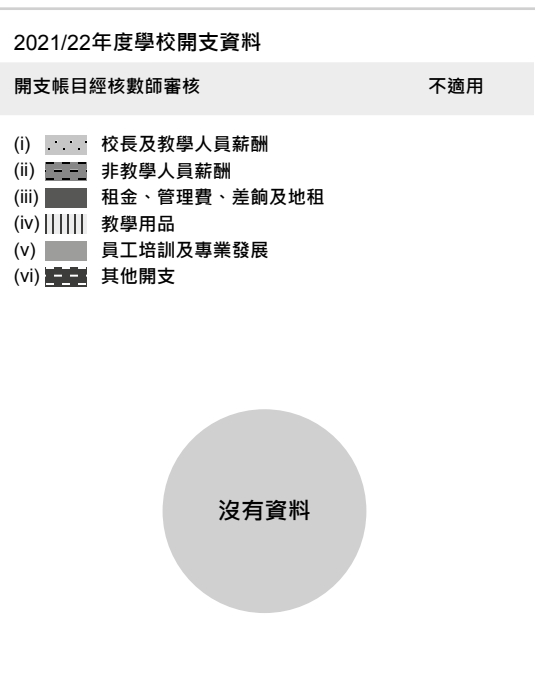 2021/22年度學校開支資料
開支帳目經核數師審核 不適用
(i) 校長及教學人員薪酬
(ii) 非教學人員薪酬
(iii) 租金、管理費、差餉及地租
(iv) 教學用品
(v) 員工培訓及專業發展
(vi) 其他開支
沒有資料